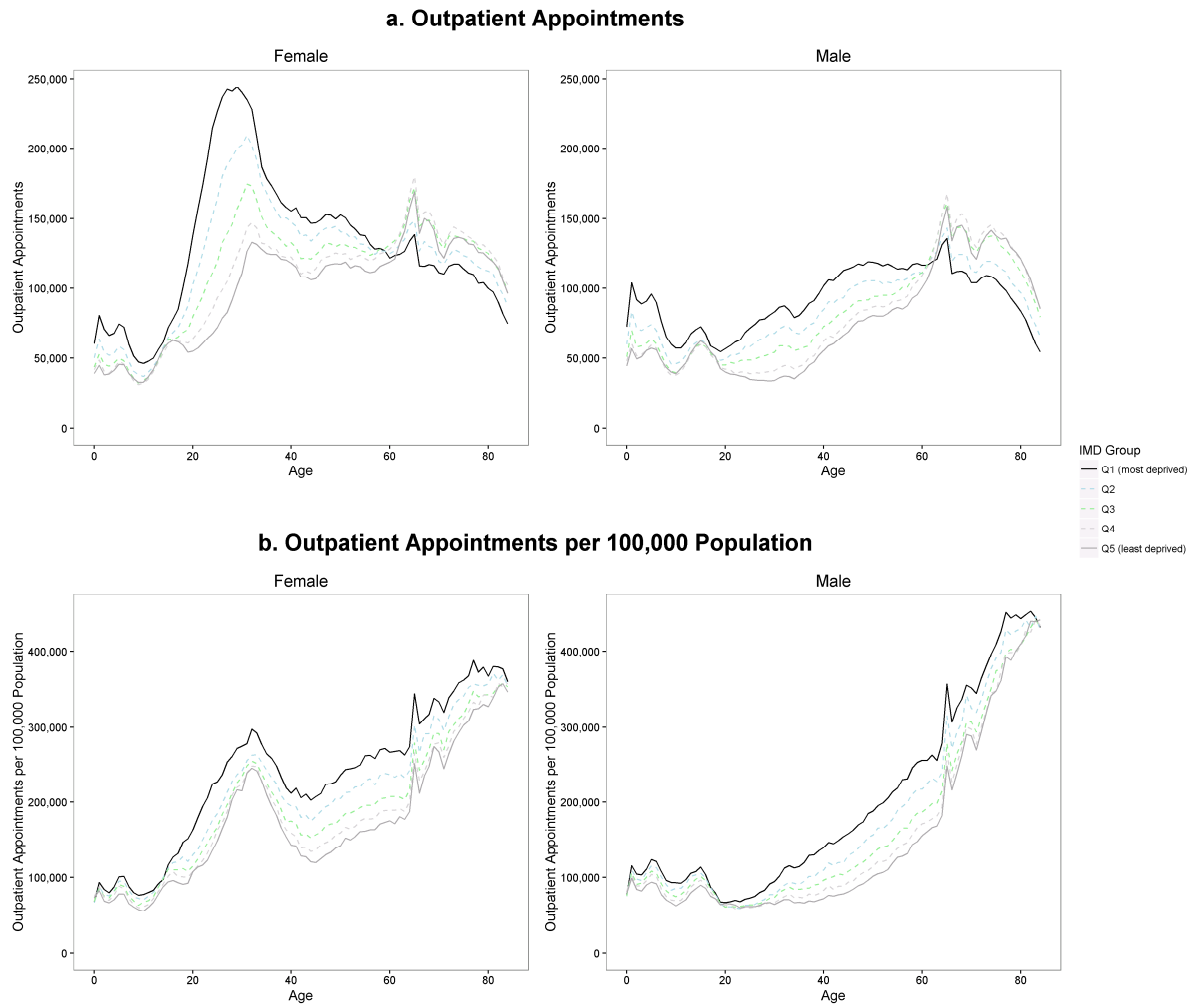 a. Outpatient Appointments
Female
Male
Outpatient Appointments
250,000
200,000
150,000
100,000
50,000
0
0 20 40 60 80
Age
Outpatient Appointments
250,000
200,000
150,000
100,000
50,000
0
0 20 40 60 80
Age
IMD Group
Q1 (most deprived)
Q2
Q3
Q4
Q5 (least deprived)
b. Outpatient Appointments per 100,000 Population
Female
Male
Outpatient Appointments per 100,000 Population
400,000
300,000
200,000
100,000
0
0 20 40 60 80
Age
Outpatient Appointments per 100,000 Population
400,000
300,000
200,000
100,000
0
0 20 40 60 80
Age